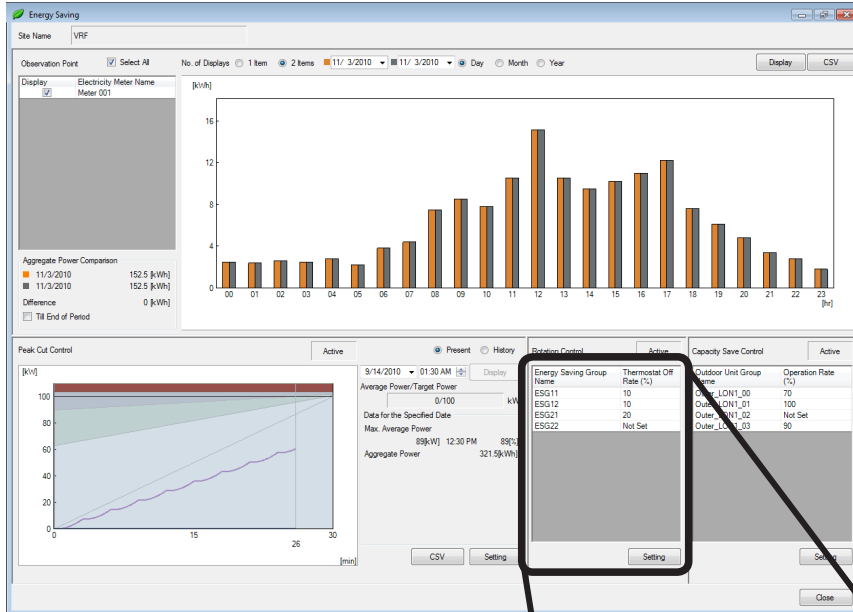 Energy Saving
Site Name VRF
Observation Point Select All No. of Displays 1 Item 2 Items 11/ 3/2010 11/ 3/2010 Day Month Year Display CSV
Display Electricity Meter Name
Meter 001
[kWh]
16
12
8
4
0
00 01 02 03 04 05 06 07 08 09 10 11 12 13 14 15 16 17 18 19 20 21 22 23
[hr]
Aggregate Power Comparison
11/3/2010 152.5 [kWh]
11/3/2010 152.5 [kWh]
Difference 0 [kWh]
Till End of Period
Peak Cut Control Active Present History
[kW]
100
80
60
40
20
0
0 15 26 30
[min]
9/14/2010 01:30 AM Display
Average Power/Target Power
0/100 kW
Data for the Specified Date
Max. Average Power
89[kW] 12:30 PM 89[%]
Aggregate Power 321.5[kWh]
CSV Setting
Rotation Control Active
Energy Saving Group Name Thermostat Off Rate (%)
ESG11 10
ESG12 10
ESG21 20
ESG22 Not Set
Setting
Capacity Save Control Active
Outdoor Unit Group Name Operation Rate (%)
Outer_LON1_00 70
Outer_LON1_01 100
Outer_LON1_02 Not Set
Outer_LON1_03 90
Setting
Close